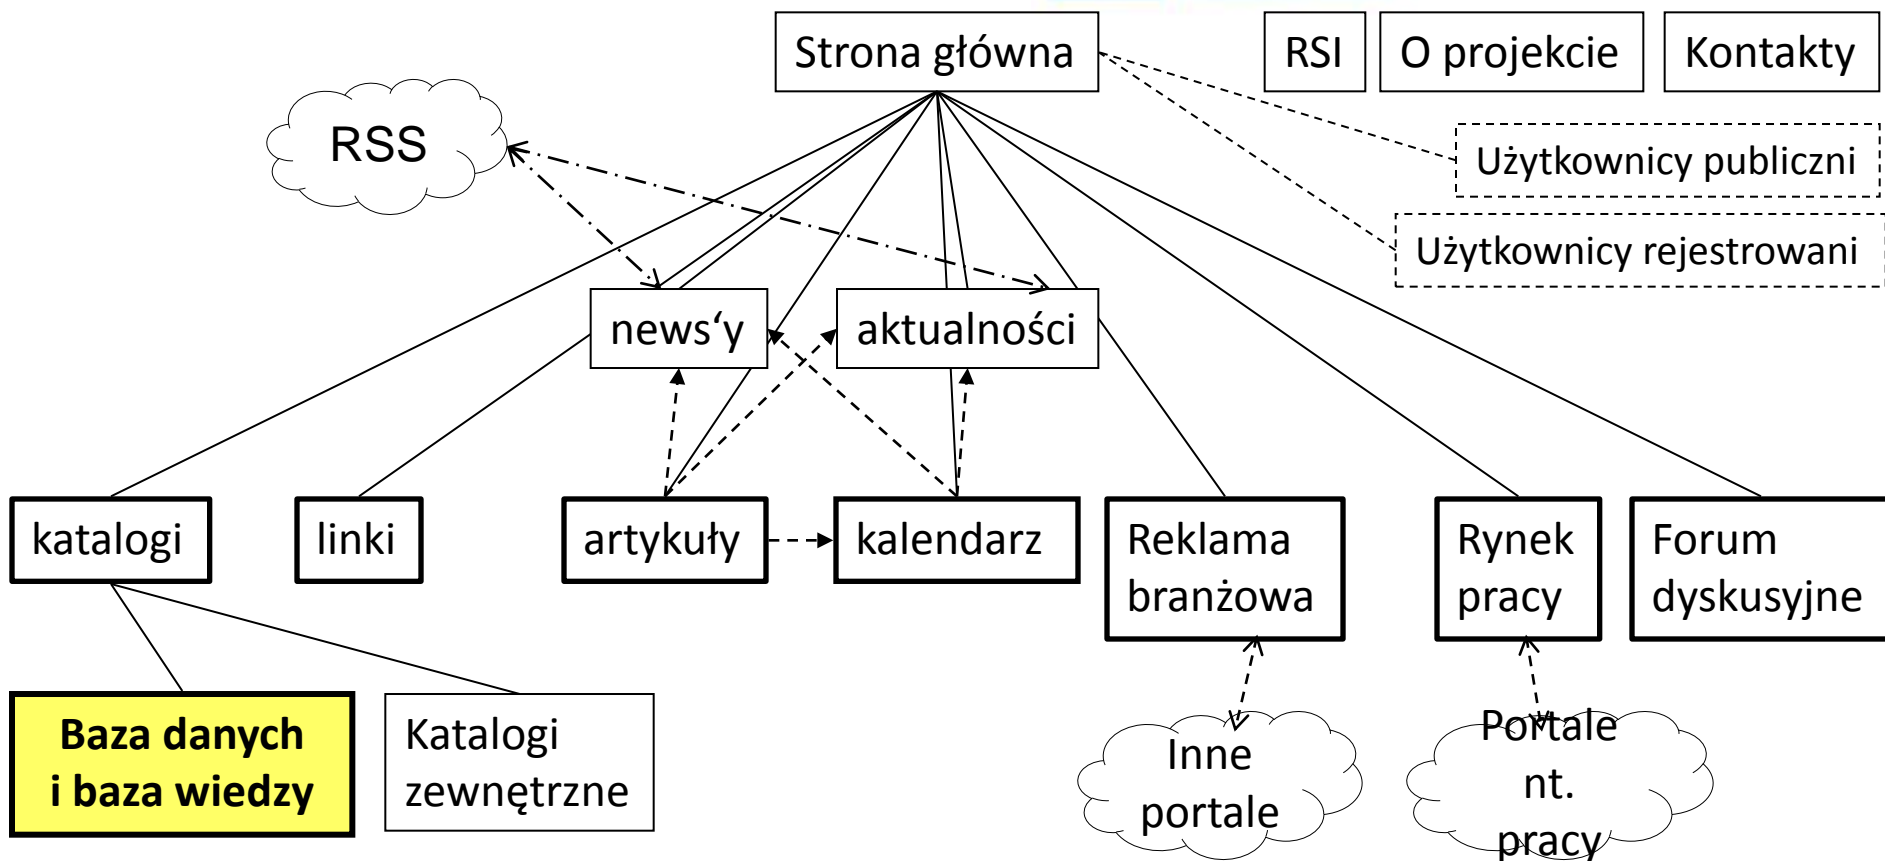 Strona główna
RSI
O projekcie
Kontakty
RSS
Użytkownicy publiczni
Użytkownicy rejestrowani
news‘y
aktualności
katalogi
linki
artykuły
kalendarz
Reklama
branżowa
Rynek
pracy
Forum
dyskusyjne
Baza danych
i baza wiedzy
Katalogi
zewnętrzne
Inne
portale
Portale
nt.
pracy